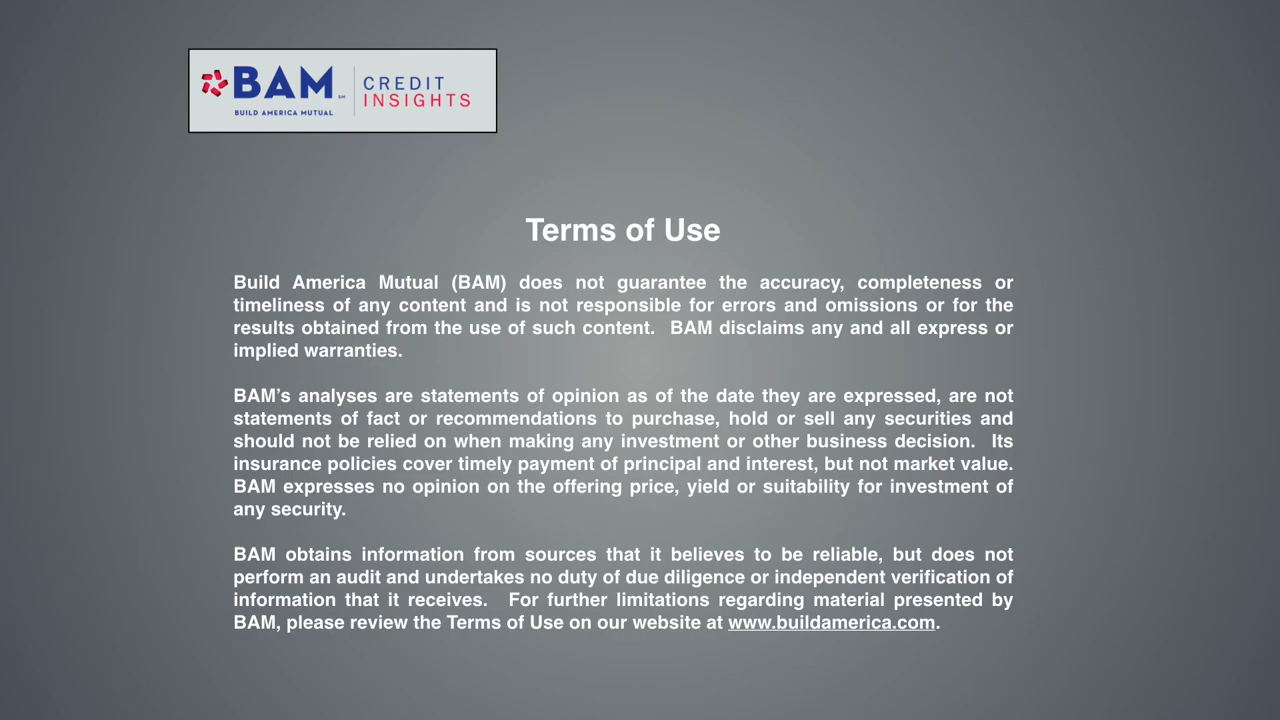 BAM SM
BUILD AMERICA MUTUAL
CREDIT
INSIGHTS
Terms of Use
Build America Mutual (BAM) does not guarantee the accuracy, completeness or
timeliness of any content and is not responsible for errors and omissions or for the
results obtained from the use of such content. BAM disclaims any and all express or
implied warranties.
BAM’s analyses are statements of opinion as of the date they are expressed, are not
statements of fact or recommendations to purchase, hold or sell any securities and
should not be relied on when making any investment or other business decision. Its
insurance policies cover timely payment of principal and interest, but not market value.
BAM expresses no opinion on the offering price, yield or suitability for investment of
any security.
BAM obtains information from sources that it believes to be reliable, but does not
perform an audit and undertakes no duty of due diligence or independent verification of
information that it receives. For further limitations regarding material presented by
BAM, please review the Terms of Use on our website at www.buildamerica.com.